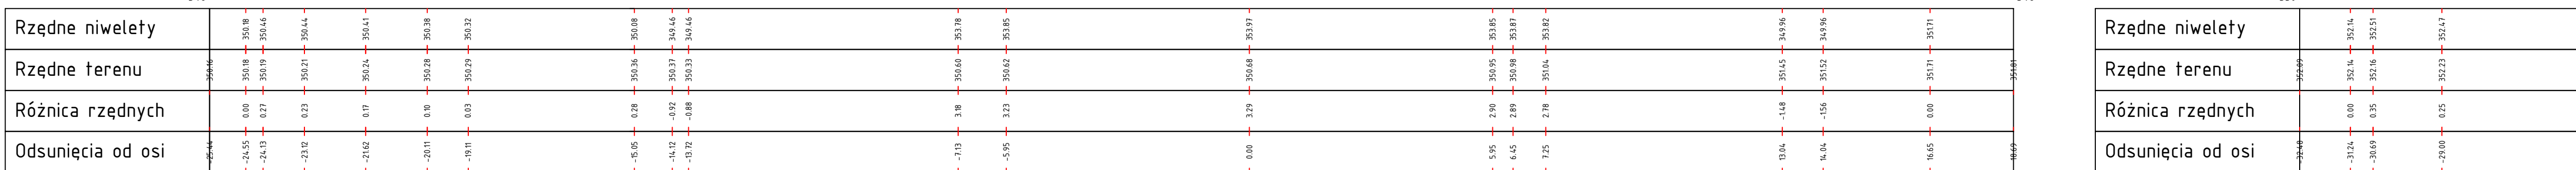 Rzędne niwelety 350.18 350.46 350.44 350.41 350.38 350.32 350.08 349.46 349.46 353.78 353.85 353.97 353.85 353.87 353.82 349.96 349.96 351.71
Rzędne terenu 350.16 350.18 350.19 350.21 350.24 350.28 350.29 350.36 350.37 350.33 350.60 350.62 350.68 350.95 350.98 351.04 351.45 351.52 351.71 351.81
Różnica rzędnych 0.00 0.27 0.23 0.17 0.10 0.03 0.28 -0.92 -0.88 3.18 3.23 3.29 2.90 2.89 2.78 -1.48 -1.56 0.00
Odsunięcia od osi -25.44 -24.55 -24.13 -23.12 -21.62 -20.11 -19.11 -15.05 -14.12 -13.72 -7.13 -5.95 0.00 5.95 6.45 7.25 13.04 14.04 16.65 18.69
Rzędne niwelety 352.14 352.51 352.47
Rzędne terenu 352.09 352.14 352.16 352.23
Różnica rzędnych 0.00 0.35 0.25
Odsunięcia od osi -32.48 -31.24 -30.69 -29.00